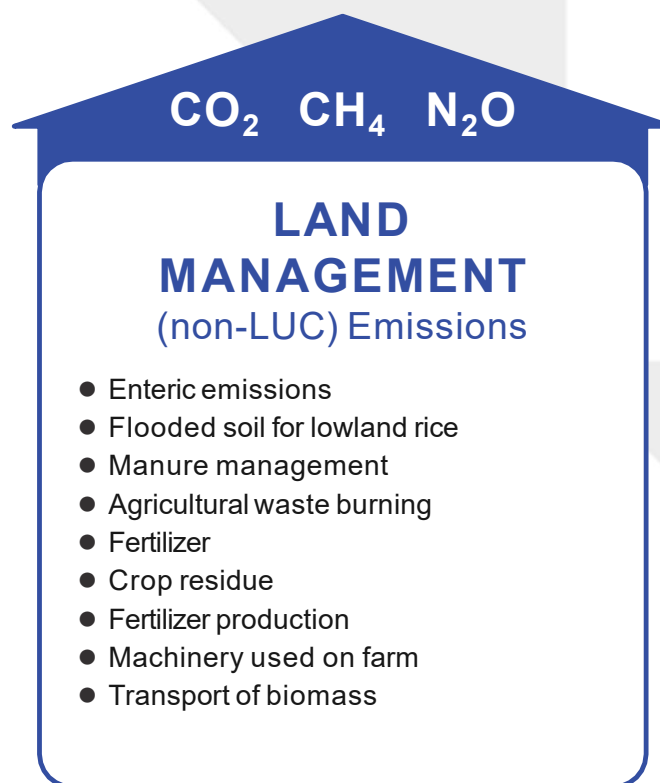 CO₂ CH₄ N₂O
LAND
MANAGEMENT
(non-LUC) Emissions
● Enteric emissions
● Flooded soil for lowland rice
● Manure management
● Agricultural waste burning
● Fertilizer
● Crop residue
● Fertilizer production
● Machinery used on farm
● Transport of biomass